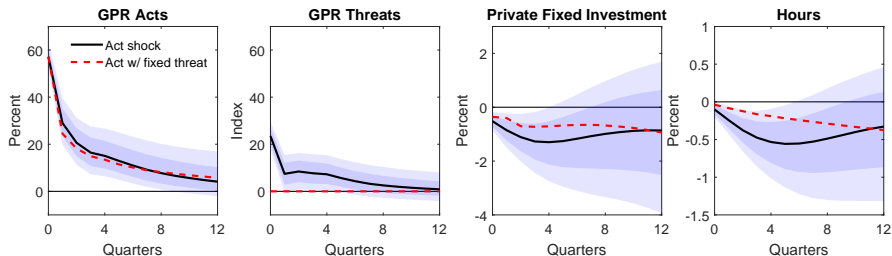 GPR Acts
Percent
60
40
20
0
Act shock
Act w/ fixed threat
0 4 8 12
Quarters
GPR Threats
Index
60
40
20
0
0 4 8 12
Quarters
Private Fixed Investment
Percent
2
0
-2
-4
0 4 8 12
Quarters
Hours
Percent
1
0.5
0
-0.5
-1
-1.5
0 4 8 12
Quarters